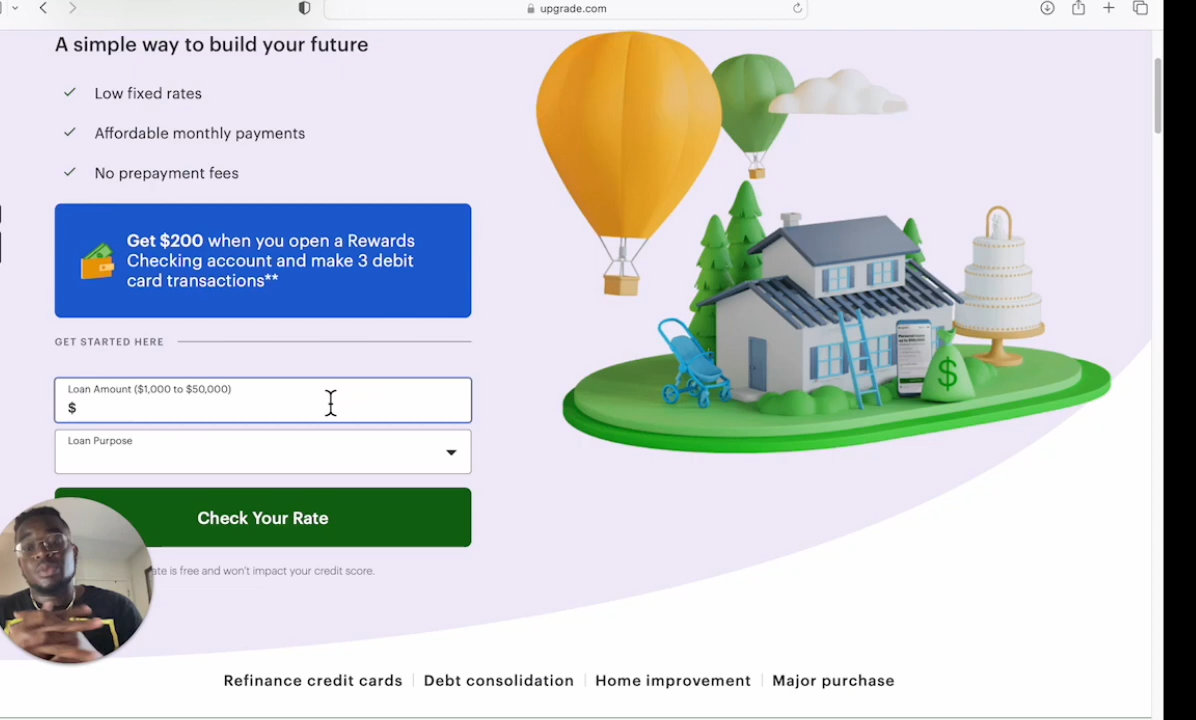 upgrade.com
A simple way to build your future
Low fixed rates
Affordable monthly payments
No prepayment fees
Get $200 when you open a Rewards
Checking account and make 3 debit
card transactions**
GET STARTED HERE
Loan Amount ($1,000 to $50,000)
$
Loan Purpose
Check Your Rate
is free and won't impact your credit score.
$
Refinance credit cards
Debt consolidation
Home improvement
Major purchase